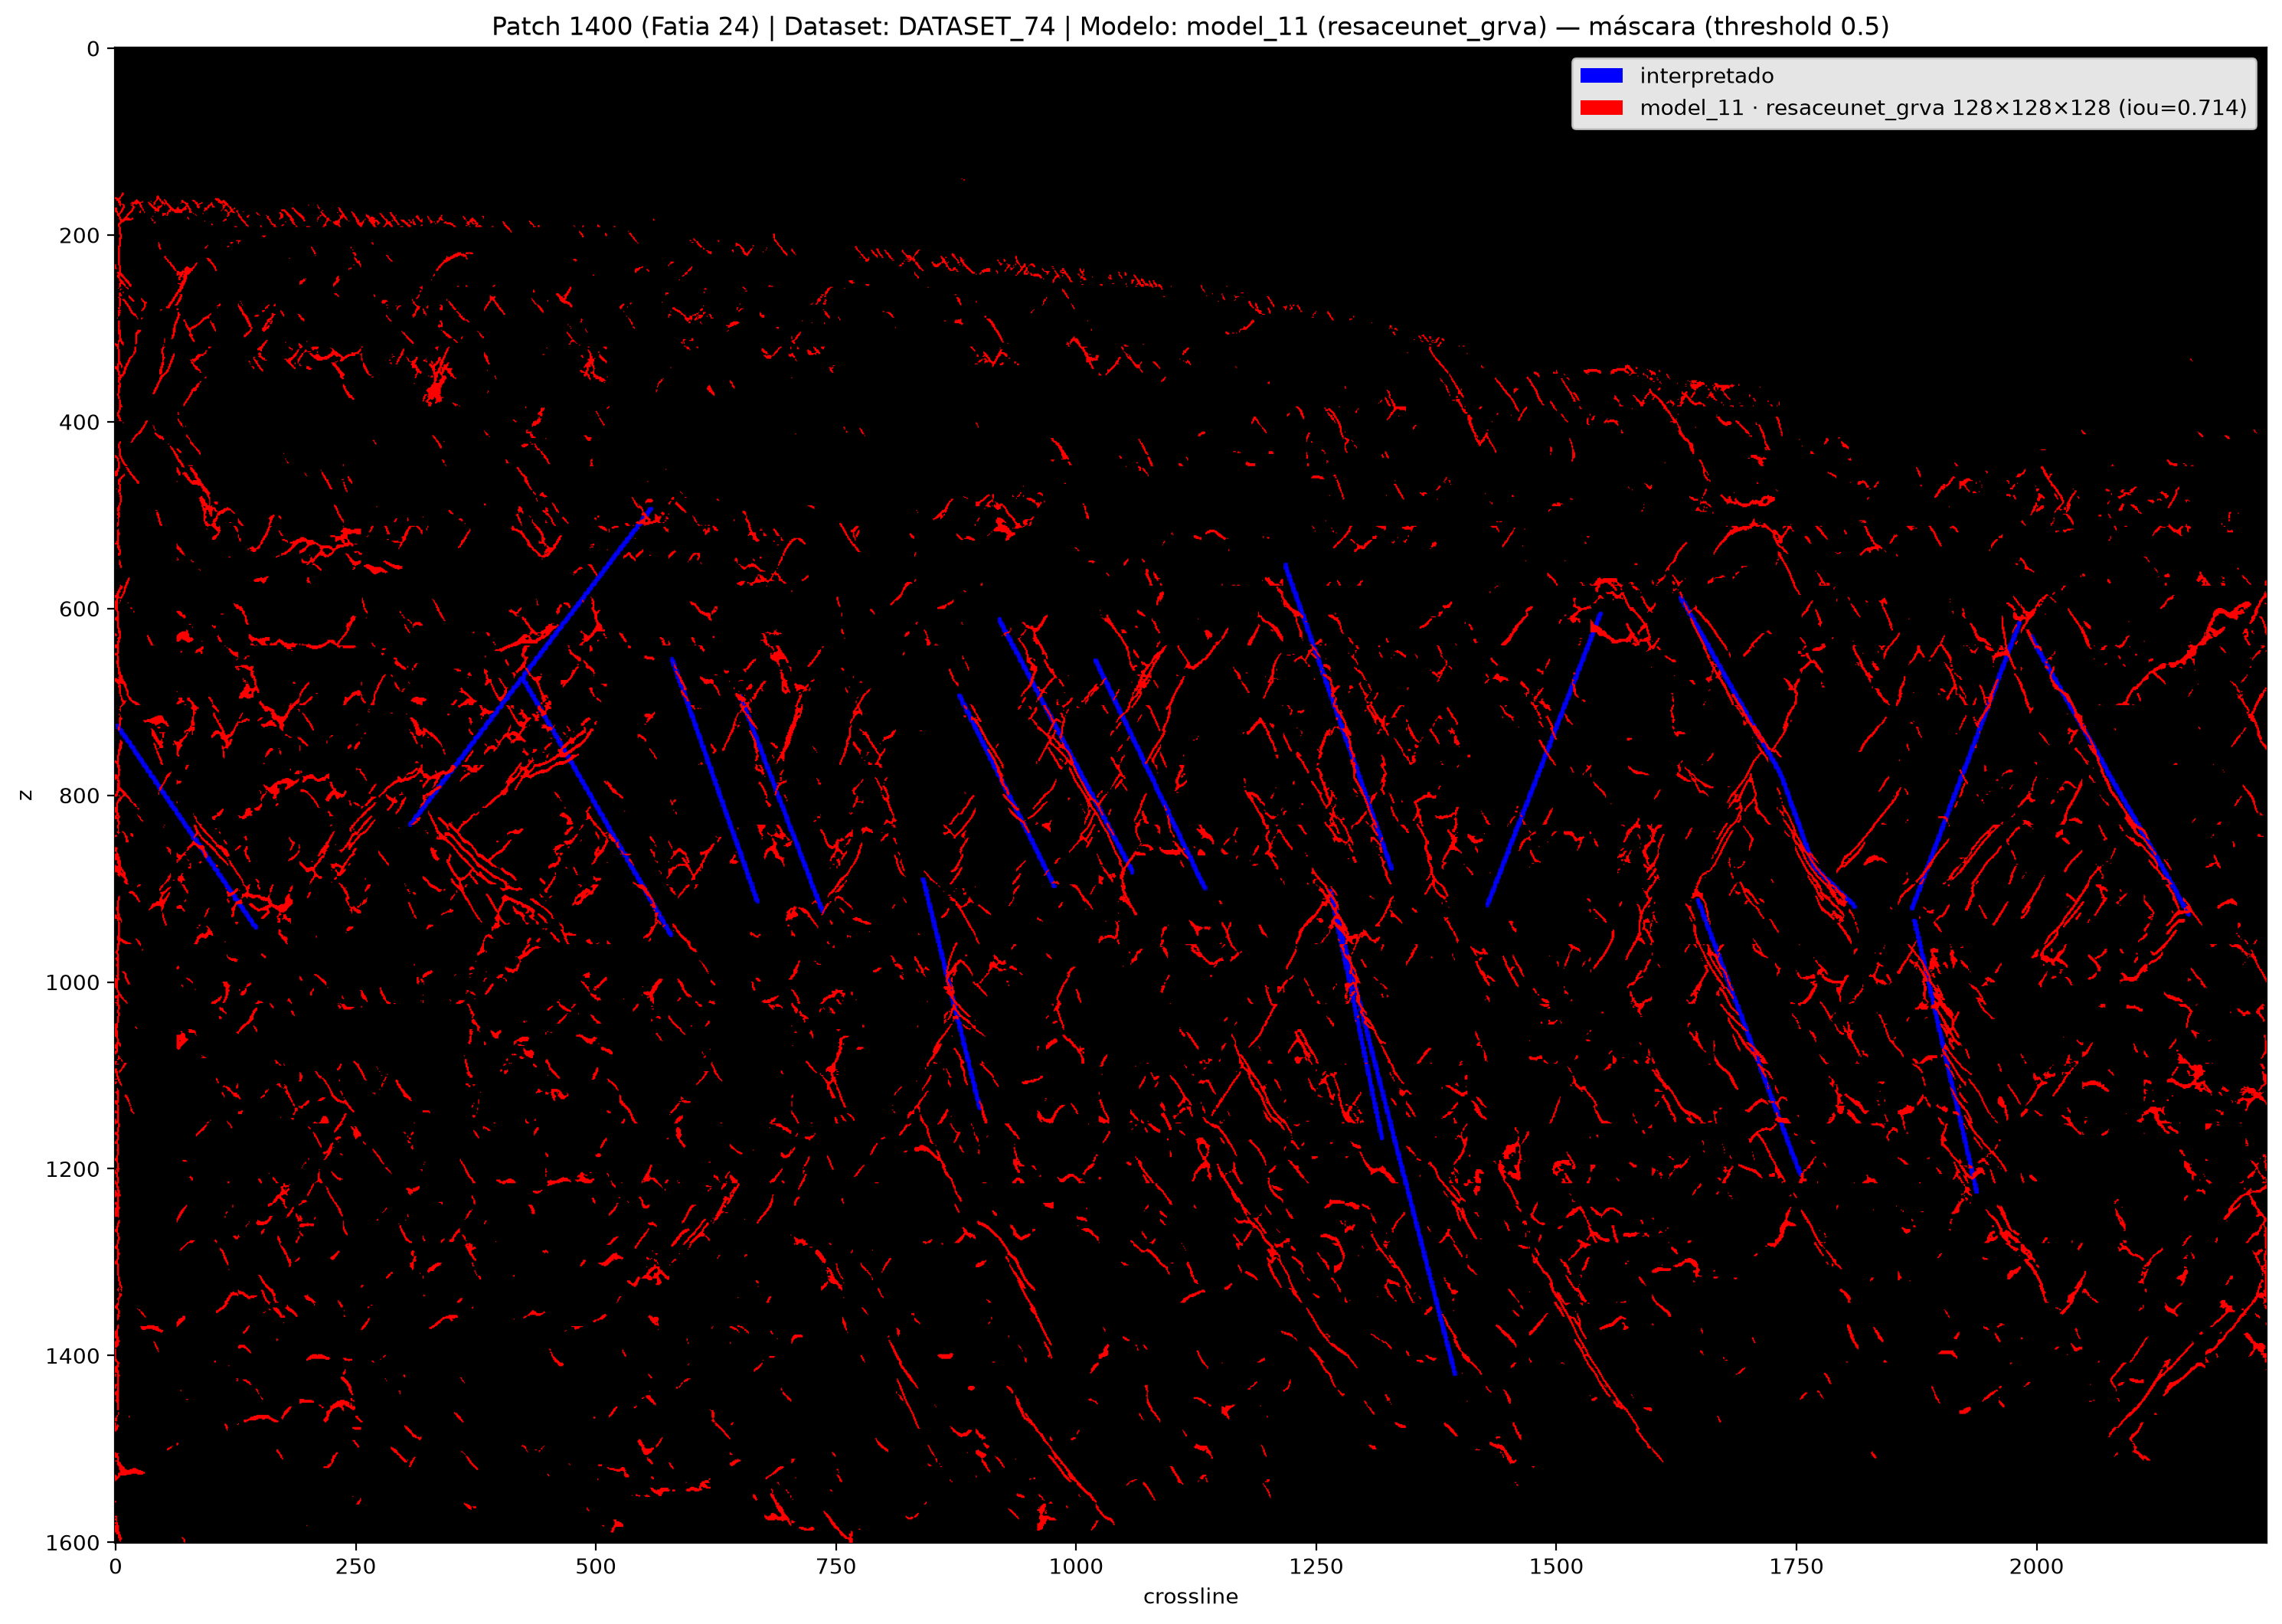 Patch 1400 (Fatia 24) | Dataset: DATASET_74 | Modelo: model_11 (resaceunet_grva) — máscara (threshold 0.5)
interpretado
model_11 · resaceunet_grva 128×128×128 (iou=0.714)
0
200
400
600
800
1000
1200
1400
1600
z
0 250 500 750 1000 1250 1500 1750 2000
crossline